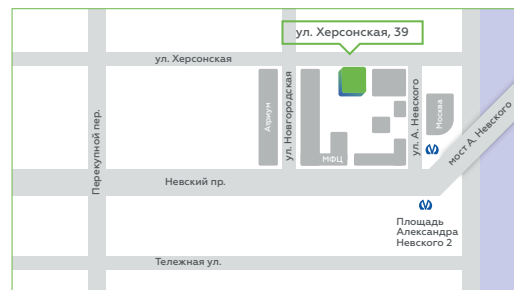 ул. Херсонская, 39
ул. Херсонская
Перекупной пер.
Атриум
ул. Новгородская
МФЦ
ул. А. Невского
Москва
мост А. Невского
Невский пр.
Площадь
Александра
Невского 2
Тележная ул.